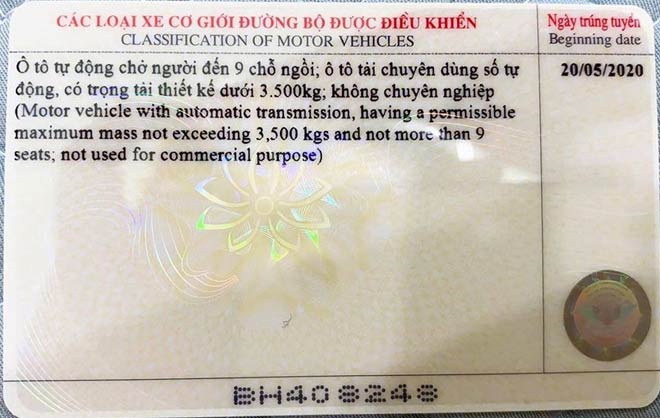 CÁC LOẠI XE CƠ GIỚI ĐƯỜNG BỘ ĐƯỢC ĐIỀU KHIỂN
CLASSIFICATION OF MOTOR VEHICLES
Ngày trúng tuyển
Beginning date
Ô tô tự động chở người đến 9 chỗ ngồi; ô tô tải chuyên dùng số tự
động, có trọng tải thiết kế dưới 3.500kg; không chuyên nghiệp
(Motor vehicle with automatic transmission, having a permissible
maximum mass not exceeding 3,500 kgs and not more than 9
seats; not used for commercial purpose)
20/05/2020
BH408248